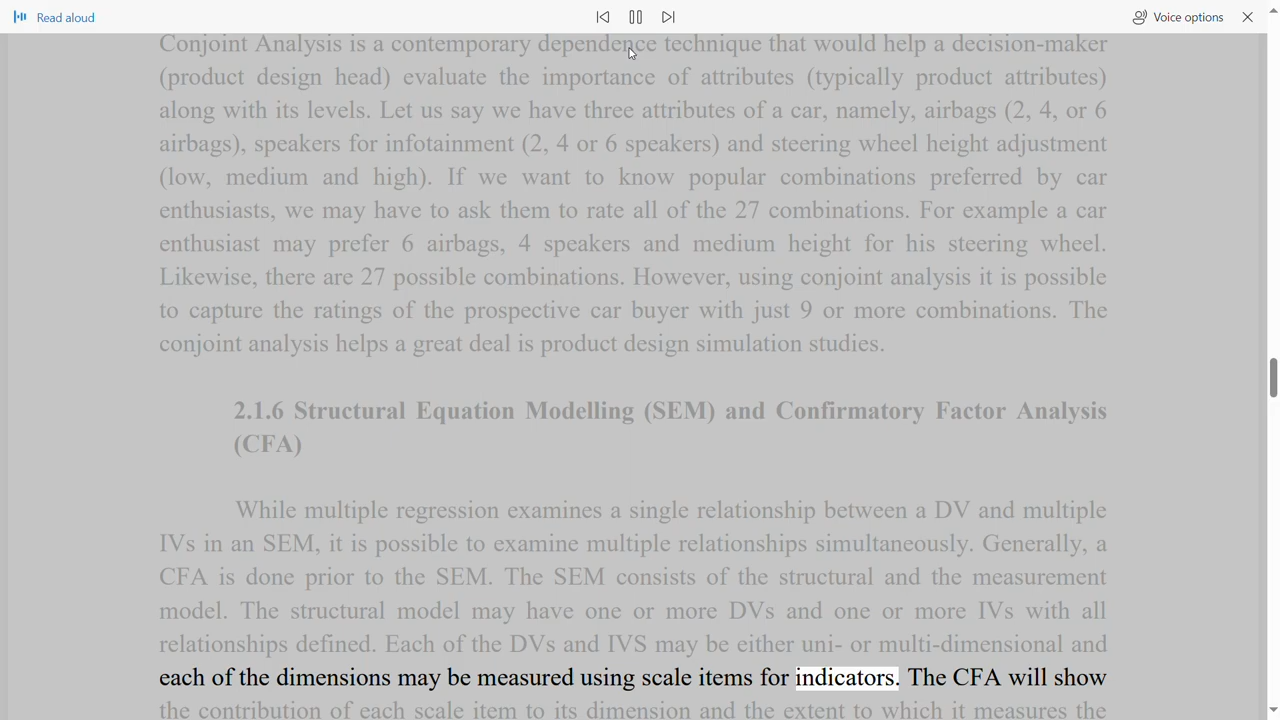 Read aloud
Voice options
Conjoint Analysis is a contemporary dependence technique that would help a decision-maker
(product design head) evaluate the importance of attributes (typically product attributes)
along with its levels. Let us say we have three attributes of a car, namely, airbags (2, 4, or 6
airbags), speakers for infotainment (2, 4 or 6 speakers) and steering wheel height adjustment
(low, medium and high). If we want to know popular combinations preferred by car
enthusiasts, we may have to ask them to rate all of the 27 combinations. For example a car
enthusiast may prefer 6 airbags, 4 speakers and medium height for his steering wheel.
Likewise, there are 27 possible combinations. However, using conjoint analysis it is possible
to capture the ratings of the prospective car buyer with just 9 or more combinations. The
conjoint analysis helps a great deal is product design simulation studies.
2.1.6 Structural Equation Modelling (SEM) and Confirmatory Factor Analysis
(CFA)
While multiple regression examines a single relationship between a DV and multiple
IVs in an SEM, it is possible to examine multiple relationships simultaneously. Generally, a
CFA is done prior to the SEM. The SEM consists of the structural and the measurement
model. The structural model may have one or more DVs and one or more IVs with all
relationships defined. Each of the DVs and IVS may be either uni- or multi-dimensional and
each of the dimensions may be measured using scale items for indicators. The CFA will show
the contribution of each scale item to its dimension and the extent to which it measures the